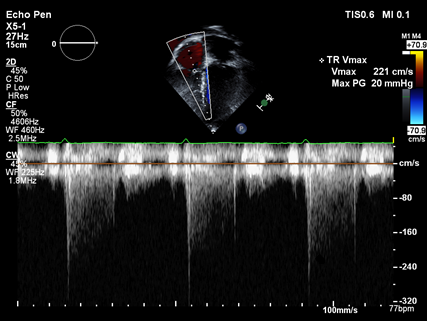 Echo Pen
X5-1
27Hz
15cm
2D
45%
C 50
P Low
HRes
CF
50%
4606Hz
WF 460Hz
2.5MHz
CW
45%
WF 225Hz
1.8MHz
TIS0.6 MI 0.1
M1 M4
+70.9
-70.9
cm/s
TR Vmax
Vmax 221 cm/s
Max PG 20 mmHg
cm/s
-80
-160
-240
-320
100mm/s
77bpm